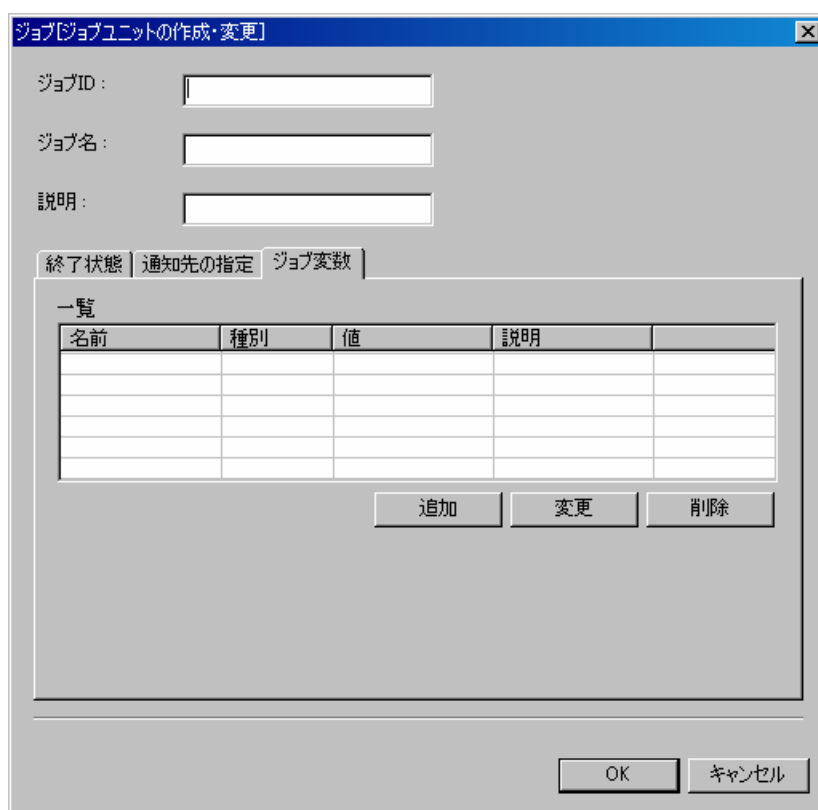 ジョブ[ジョブユニットの作成・変更]
ジョブID：
ジョブ名：
説明：
終了状態 通知先の指定 ジョブ変数
一覧
名前 種別 値 説明
追加 変更 削除
OK キャンセル